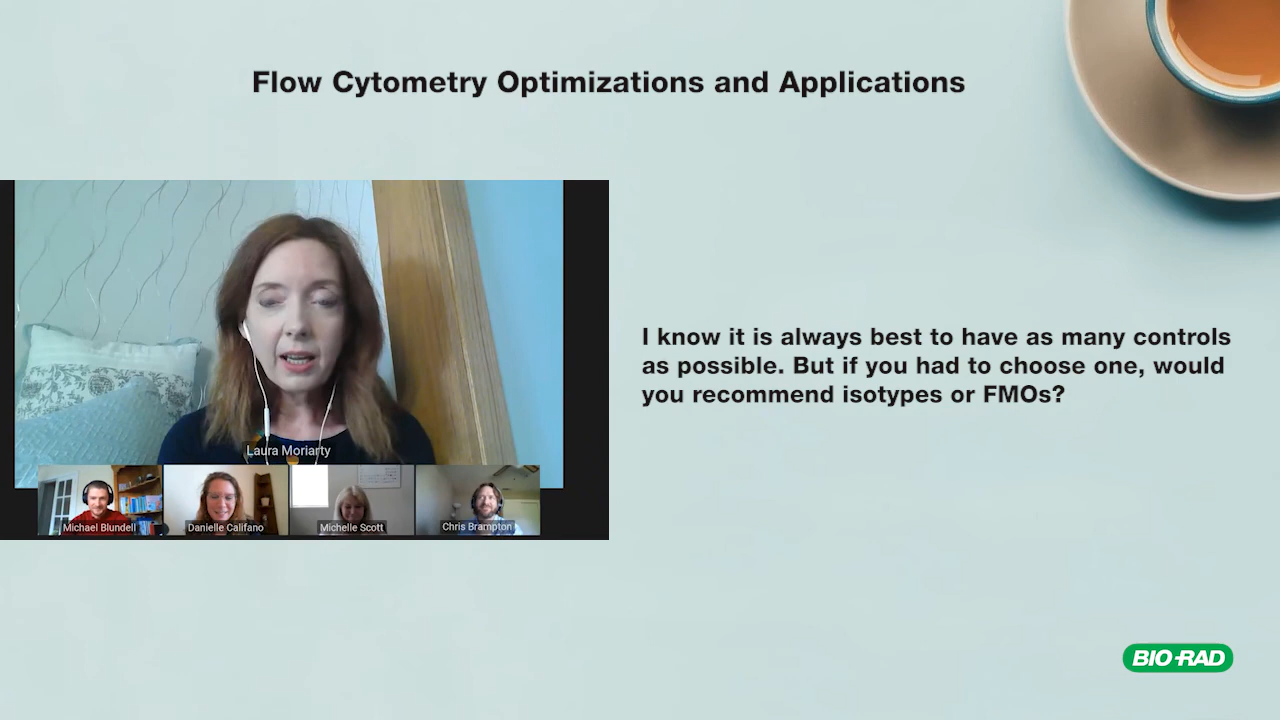 Flow Cytometry Optimizations and Applications
Laura Moriarty
Michael Blundell
Danielle Califano
Michelle Scott
Chris Brampton
I know it is always best to have as many controls
as possible. But if you had to choose one, would
you recommend isotypes or FMOs?
BIO-RAD